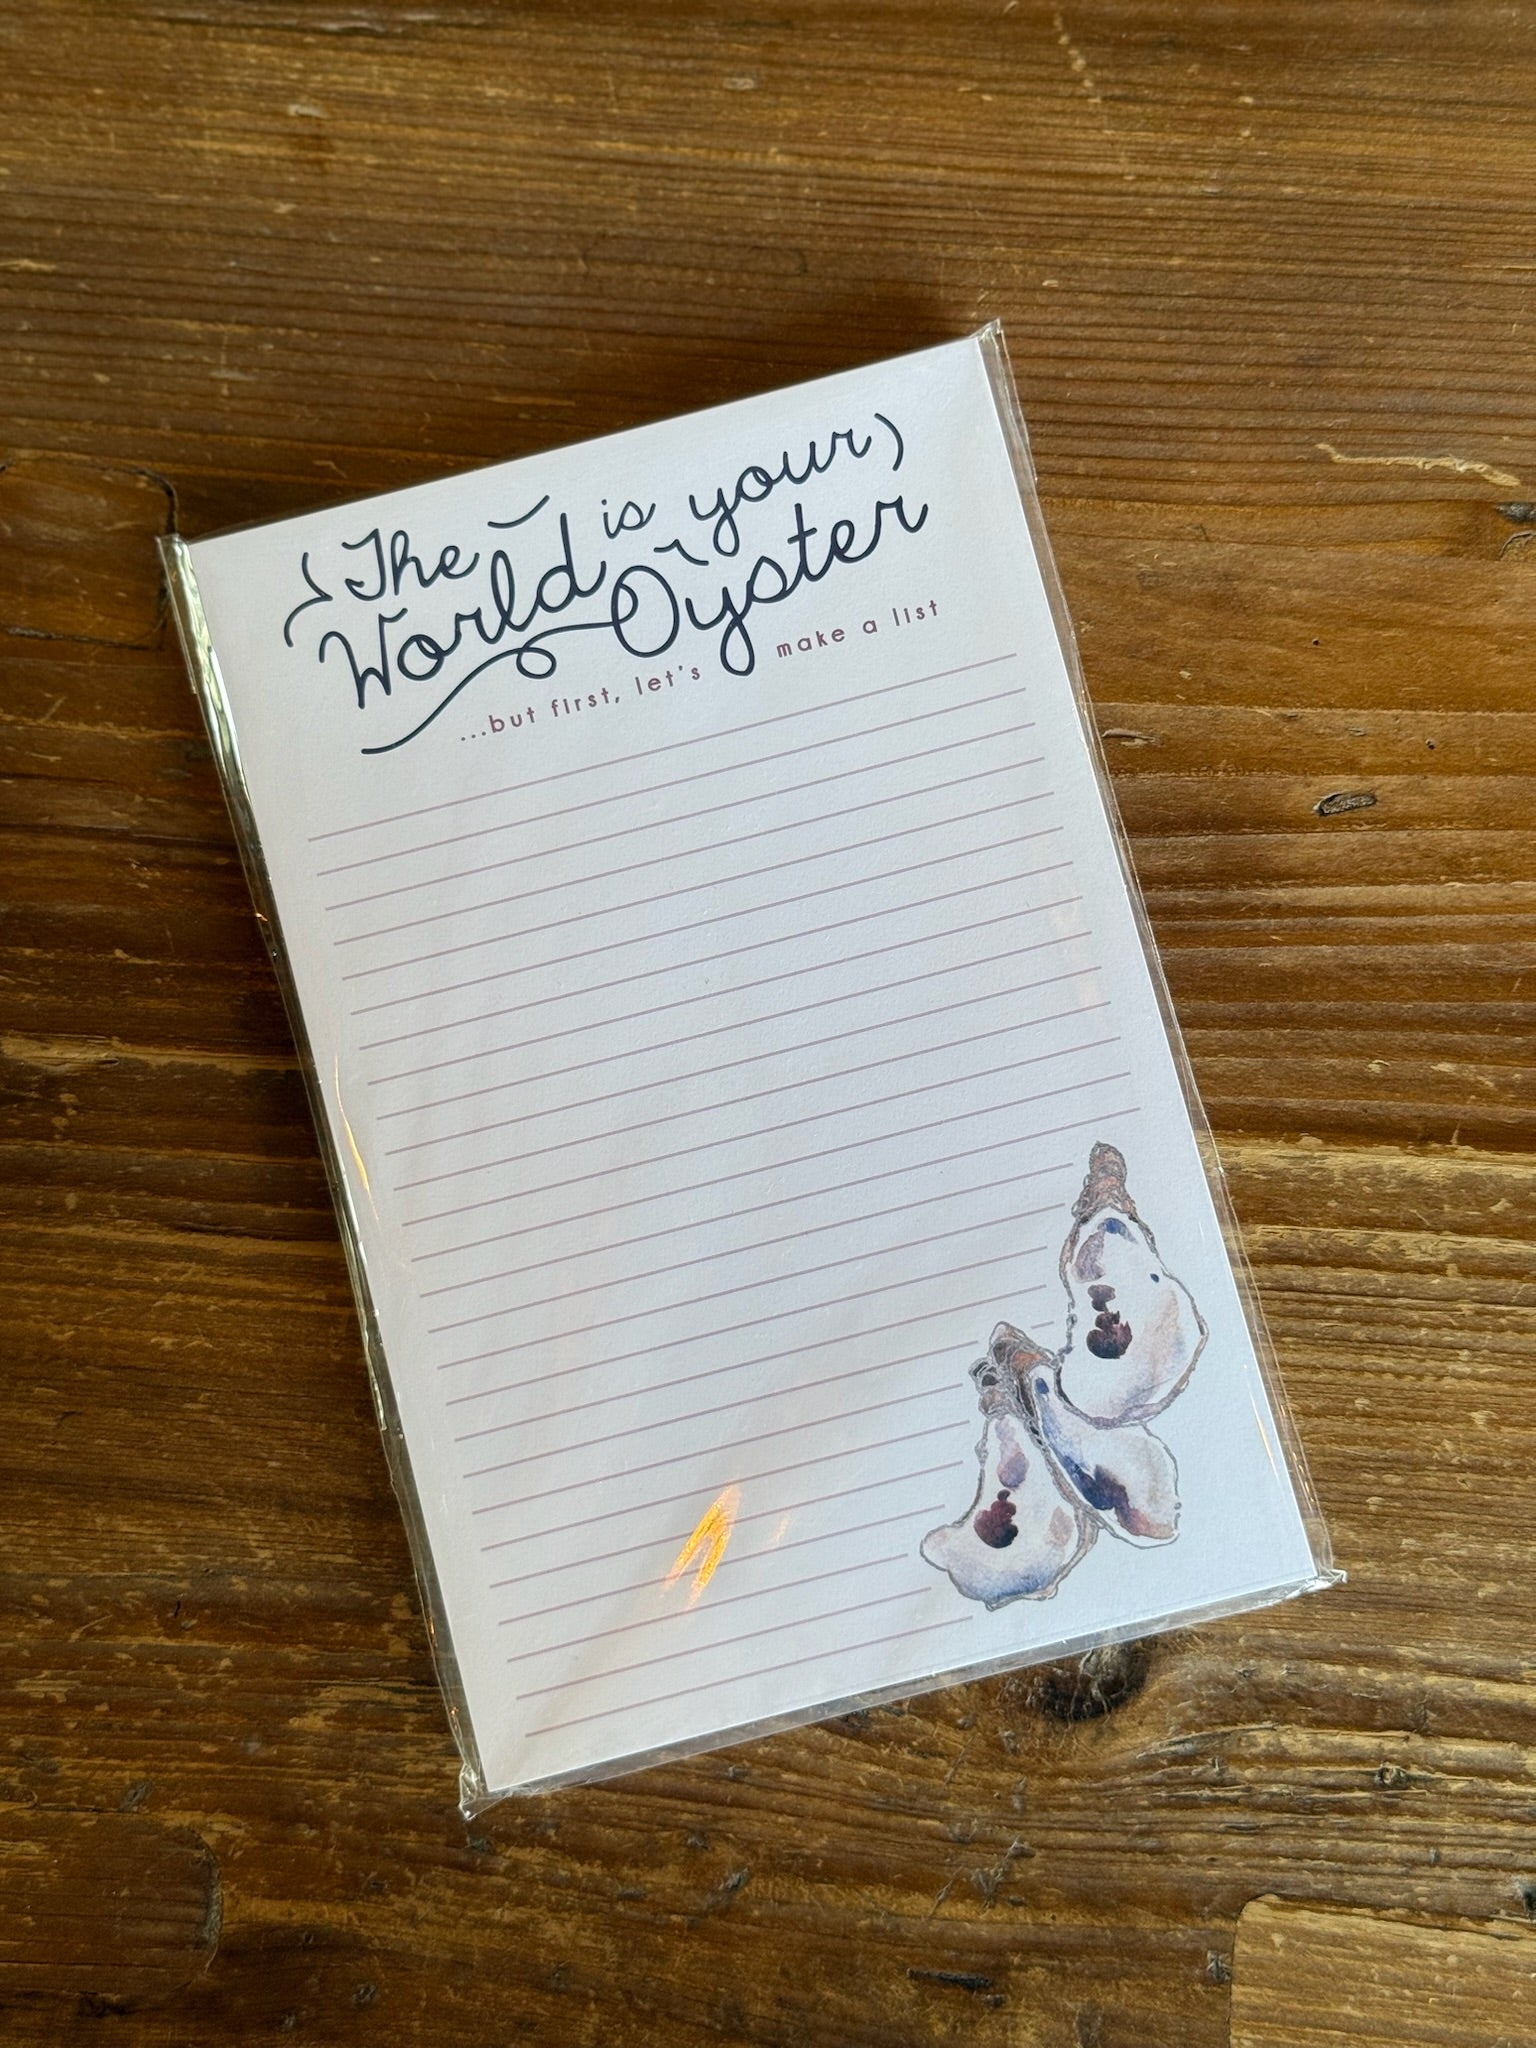 The is your
World Oyster
...but first, let's make a list